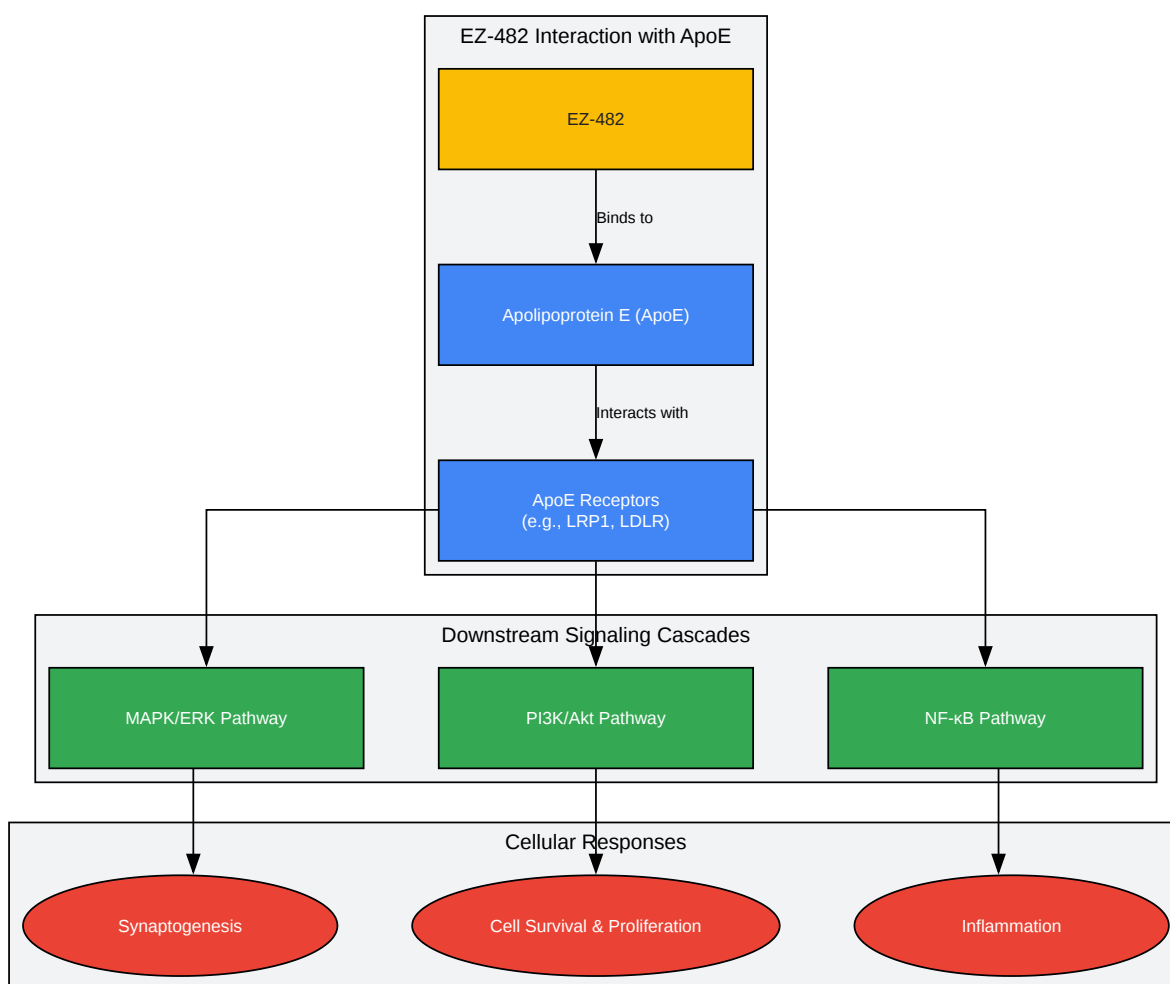 EZ-482 Interaction with ApoE
EZ-482
Binds to
Apolipoprotein E (ApoE)
Interacts with
ApoE Receptors
(e.g., LRP1, LDLR)
Downstream Signaling Cascades
MAPK/ERK Pathway
PI3K/Akt Pathway
NF-κB Pathway
Cellular Responses
Synaptogenesis
Cell Survival & Proliferation
Inflammation